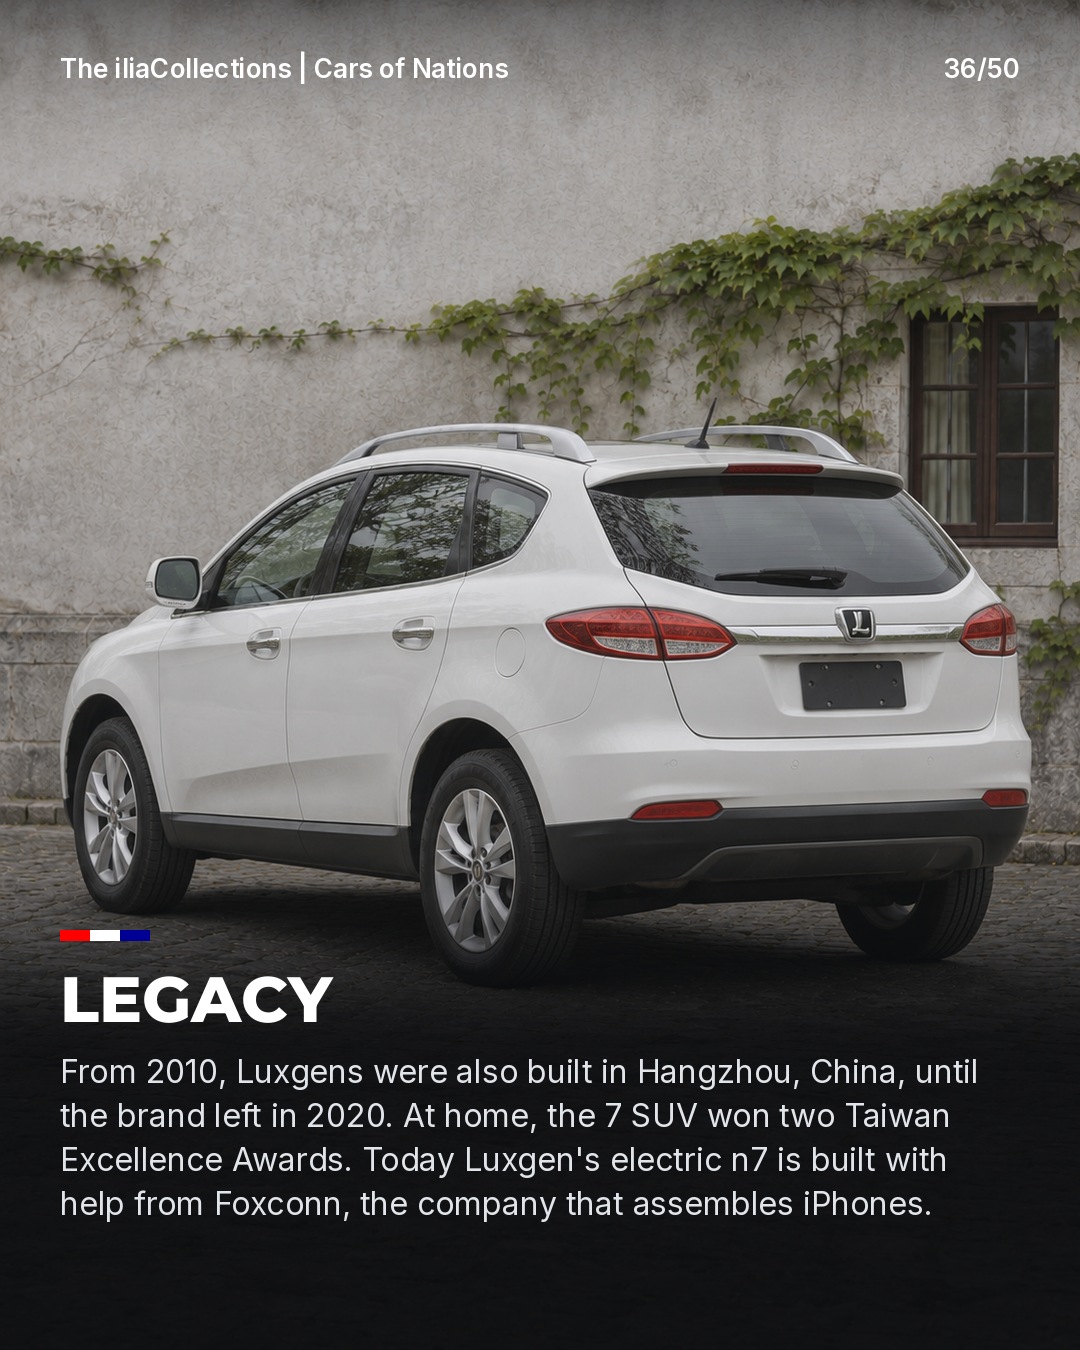 The iliaCollections | Cars of Nations
36/50
LEGACY
From 2010, Luxgens were also built in Hangzhou, China, until
the brand left in 2020. At home, the 7 SUV won two Taiwan
Excellence Awards. Today Luxgen's electric n7 is built with
help from Foxconn, the company that assembles iPhones.